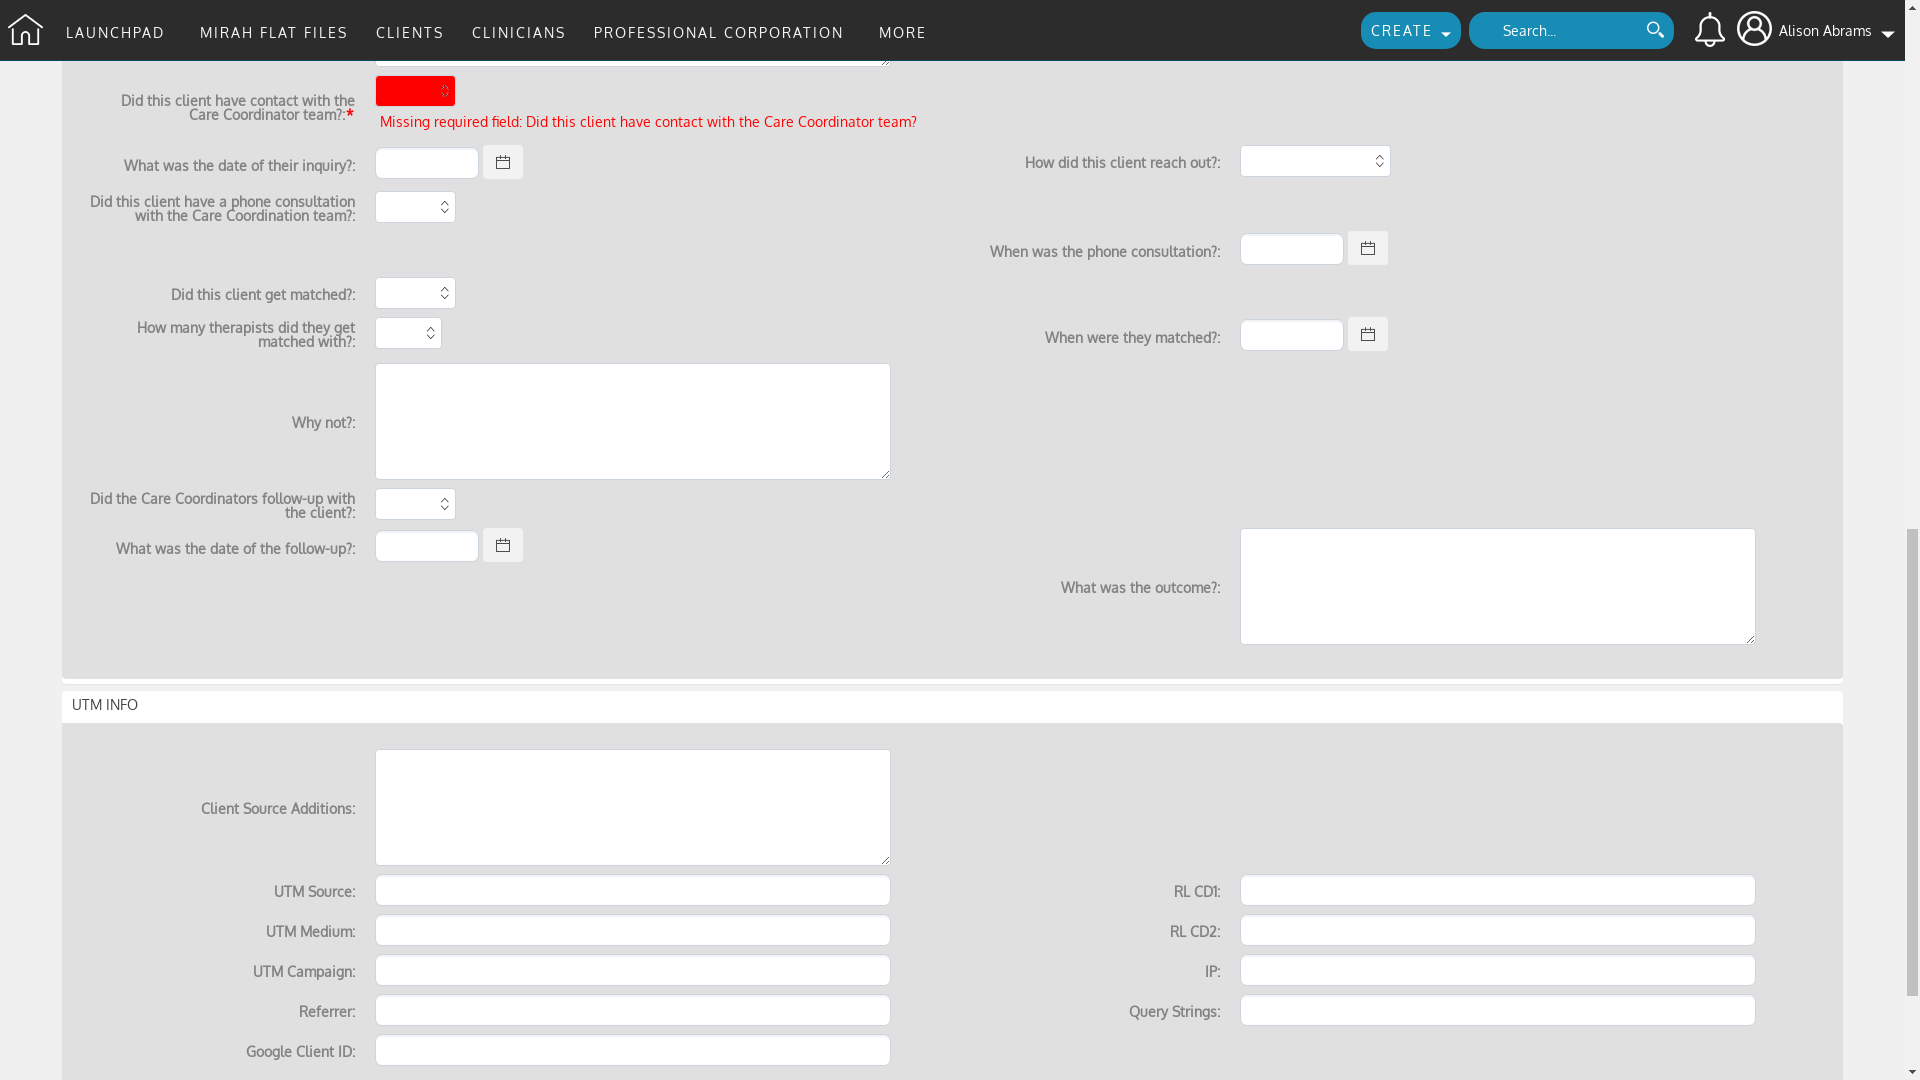 LAUNCHPAD MIRAH FLAT FILES CLIENTS CLINICIANS PROFESSIONAL CORPORATION MORE CREATE Search... Alison Abrams
Did this client have contact with the
Care Coordinator team?:*
Missing required field: Did this client have contact with the Care Coordinator team?
What was the date of their inquiry?: How did this client reach out?:
Did this client have a phone consultation
with the Care Coordination team?:
When was the phone consultation?:
Did this client get matched?:
How many therapists did they get
matched with?:
When were they matched?:
Why not?:
Did the Care Coordinators follow-up with
the client?:
What was the date of the follow-up?:
What was the outcome?:
UTM INFO
Client Source Additions:
UTM Source: RL CD1:
UTM Medium: RL CD2:
UTM Campaign: IP:
Referrer: Query Strings:
Google Client ID: